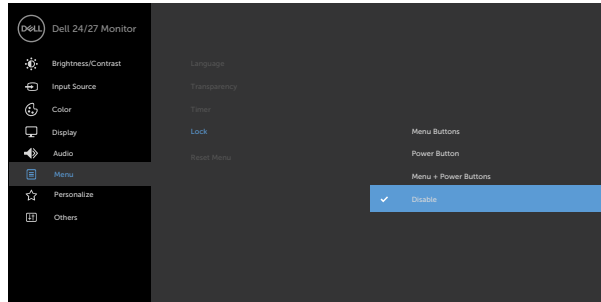 DELL Dell 24/27 Monitor
Brightness/Contrast
Input Source
Color
Display
Audio
Menu
Personalize
Others
Language
Transparency
Timer
Lock
Reset Menu
Menu Buttons
Power Button
Menu + Power Buttons
Disable